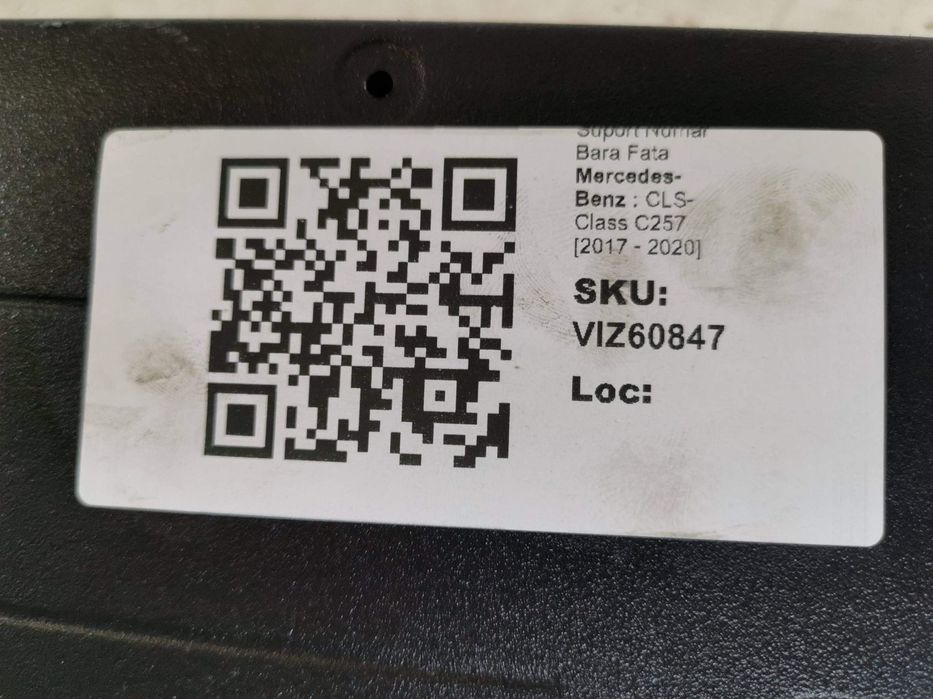 Suport Numar
Bara Fata
Mercedes-
Benz : CLS-
Class C257
[2017 - 2020]
SKU:
VIZ60847
Loc: